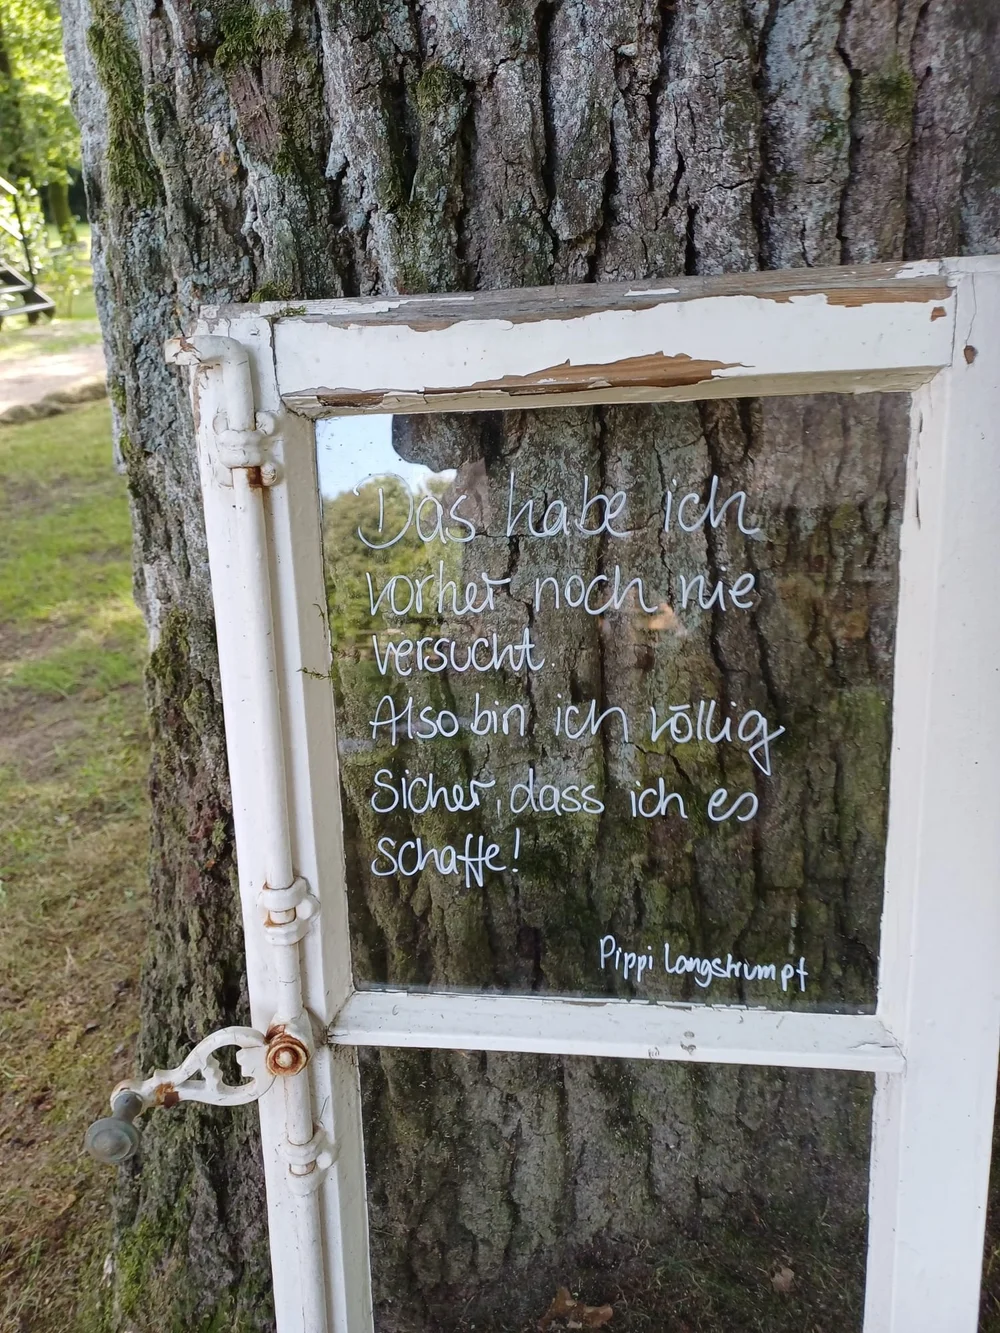 Das habe ich
vorher noch nie
versucht.
Also bin ich völlig
sicher, dass ich es
schaffe!
Pippi Langstrumpf